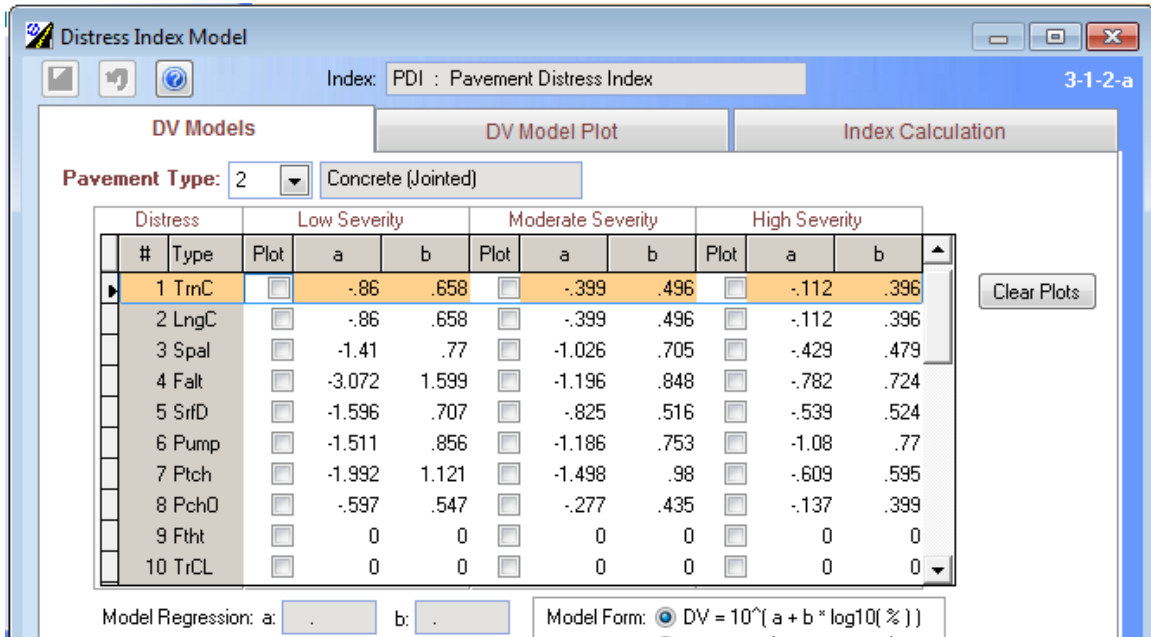 Distress Index Model
Index: PDI : Pavement Distress Index 3-1-2-a
DV Models DV Model Plot Index Calculation
Pavement Type: 2 Concrete (Jointed)
Distress Low Severity Moderate Severity High Severity
# Type Plot a b Plot a b Plot a b
1 TrnC -.86 .658 -.399 .496 -.112 .396
Clear Plots
2 LngC -.86 .658 -.399 .496 -.112 .396
3 Spal -1.41 .77 -1.026 .705 -.429 .479
4 Falt -3.072 1.599 -1.196 .848 -.782 .724
5 SrfD -1.596 .707 -.825 .516 -.539 .524
6 Pump -1.511 .856 -1.186 .753 -1.08 .77
7 Ptch -1.992 1.121 -1.498 .98 -.609 .595
8 PchO -.597 .547 -.277 .435 -.137 .399
9 Ftht 0 0 0 0 0 0
10 TrCL 0 0 0 0 0 0
Model Regression: a: . b: . Model Form: DV = 10^( a + b * log10( % ) )